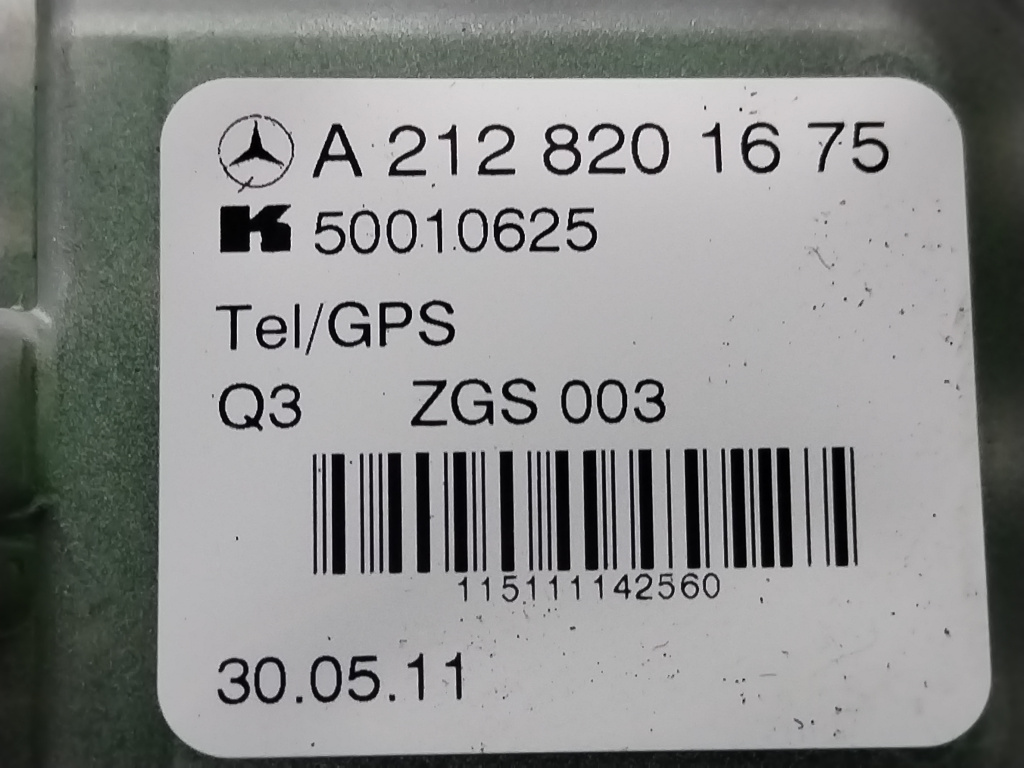 A 212 820 16 75
K 50010625
Tel/GPS
Q3 ZGS 003
115111142560
30.05.11